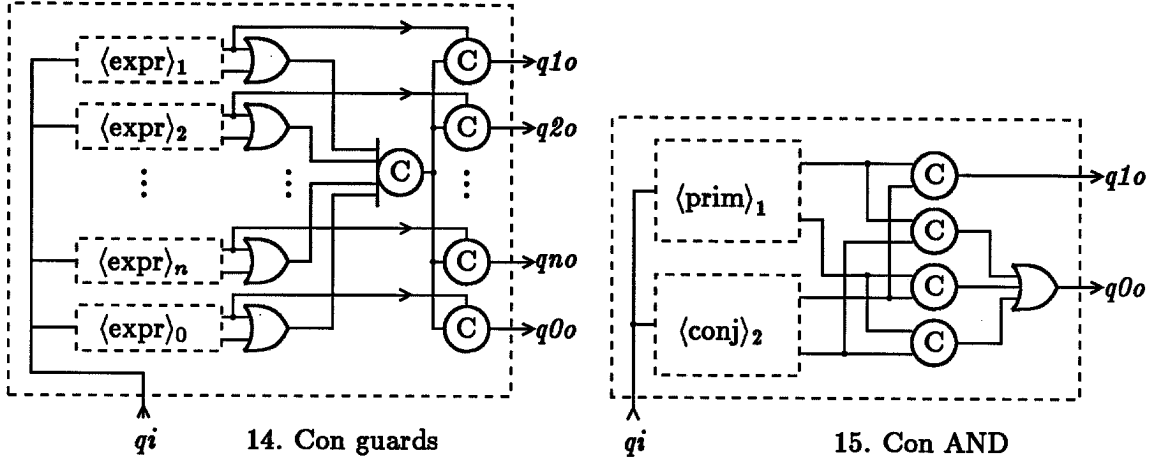 ⟨expr⟩₁ C q1o
⟨expr⟩₂ C q2o
C
⟨expr⟩ₙ C qno
⟨expr⟩₀ C q0o
qi 14. Con guards
⟨prim⟩₁ C q1o
C
⟨conj⟩₂ C q0o
C
qi 15. Con AND